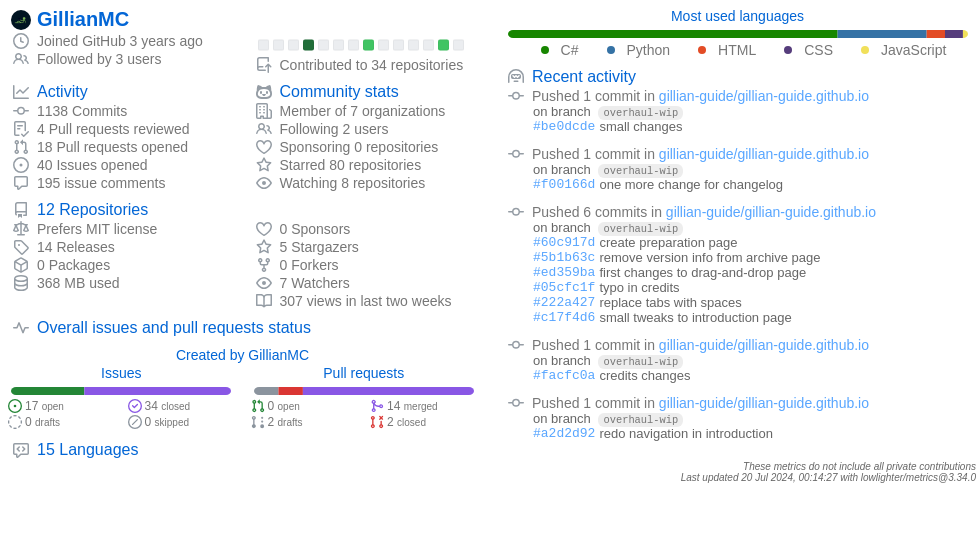 GillianMC
Joined GitHub 3 years ago
Followed by 3 users
Contributed to 34 repositories
Activity
1138 Commits
4 Pull requests reviewed
18 Pull requests opened
40 Issues opened
195 issue comments
Community stats
Member of 7 organizations
Following 2 users
Sponsoring 0 repositories
Starred 80 repositories
Watching 8 repositories
12 Repositories
Prefers MIT license
14 Releases
0 Packages
368 MB used
0 Sponsors
5 Stargazers
0 Forkers
7 Watchers
307 views in last two weeks
Overall issues and pull requests status
Created by GillianMC
Issues
17 open
34 closed
0 drafts
0 skipped
Pull requests
0 open
14 merged
2 drafts
2 closed
15 Languages
Most used languages
C# Python HTML CSS JavaScript
Recent activity
Pushed 1 commit in gillian-guide/gillian-guide.github.io
on branch overhaul-wip
#be0dcde small changes
Pushed 1 commit in gillian-guide/gillian-guide.github.io
on branch overhaul-wip
#f00166d one more change for changelog
Pushed 6 commits in gillian-guide/gillian-guide.github.io
on branch overhaul-wip
#60c917d create preparation page
#5b1b63c remove version info from archive page
#ed359ba first changes to drag-and-drop page
#05cfc1f typo in credits
#222a427 replace tabs with spaces
#c17f4d6 small tweaks to introduction page
Pushed 1 commit in gillian-guide/gillian-guide.github.io
on branch overhaul-wip
#facfc0a credits changes
Pushed 1 commit in gillian-guide/gillian-guide.github.io
on branch overhaul-wip
#a2d2d92 redo navigation in introduction
These metrics do not include all private contributions
Last updated 20 Jul 2024, 00:14:27 with lowlighter/metrics@3.34.0